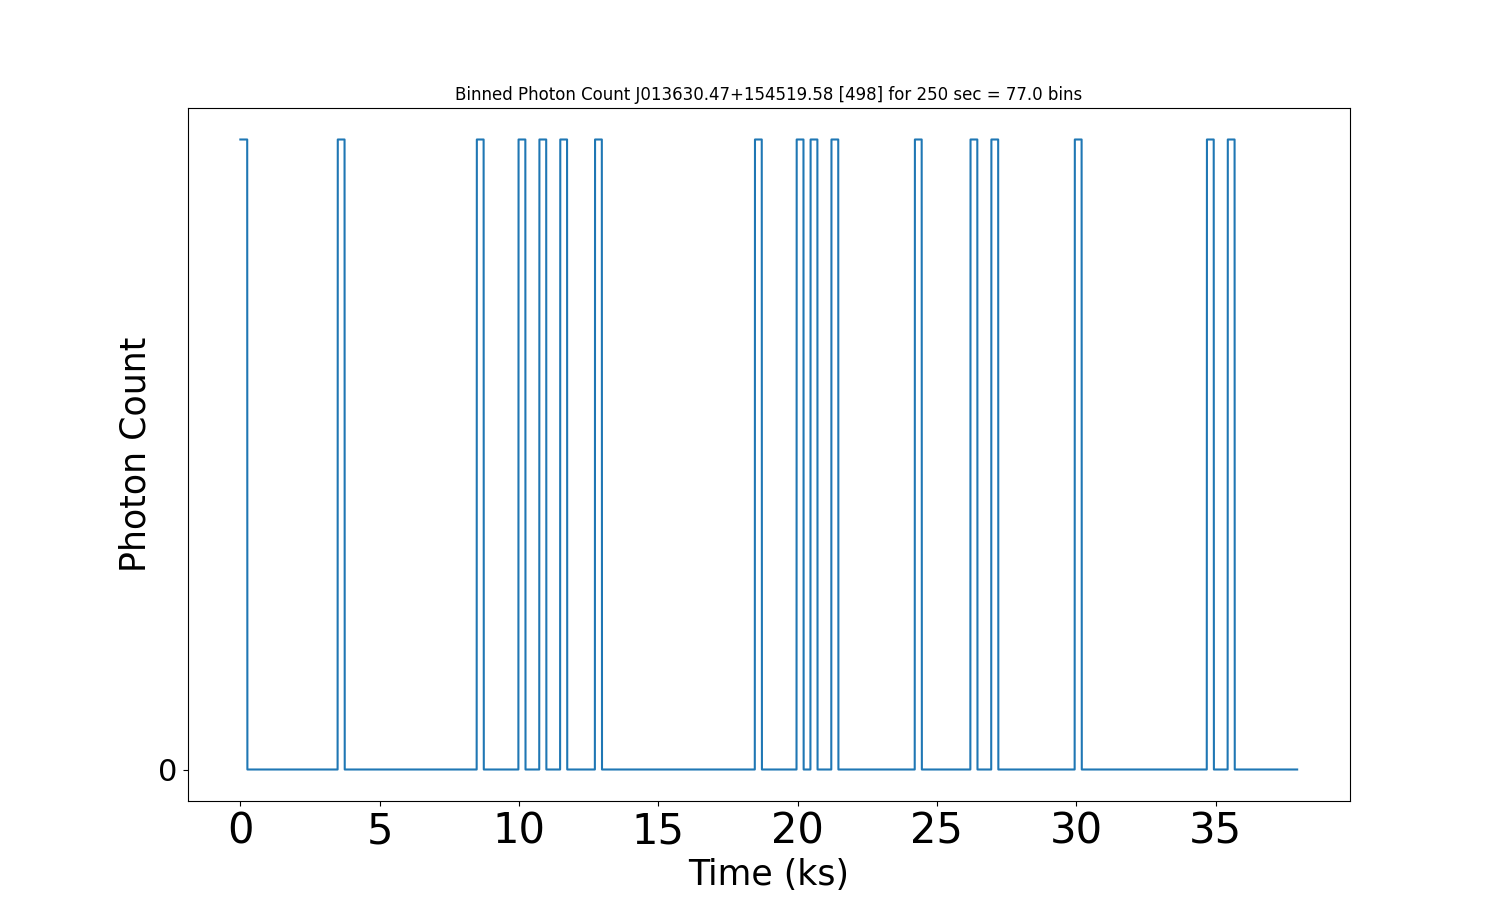 Binned Photon Count J013630.47+154519.58 [498] for 250 sec = 77.0 bins
Photon Count
0
0 5 10 15 20 25 30 35
Time (ks)